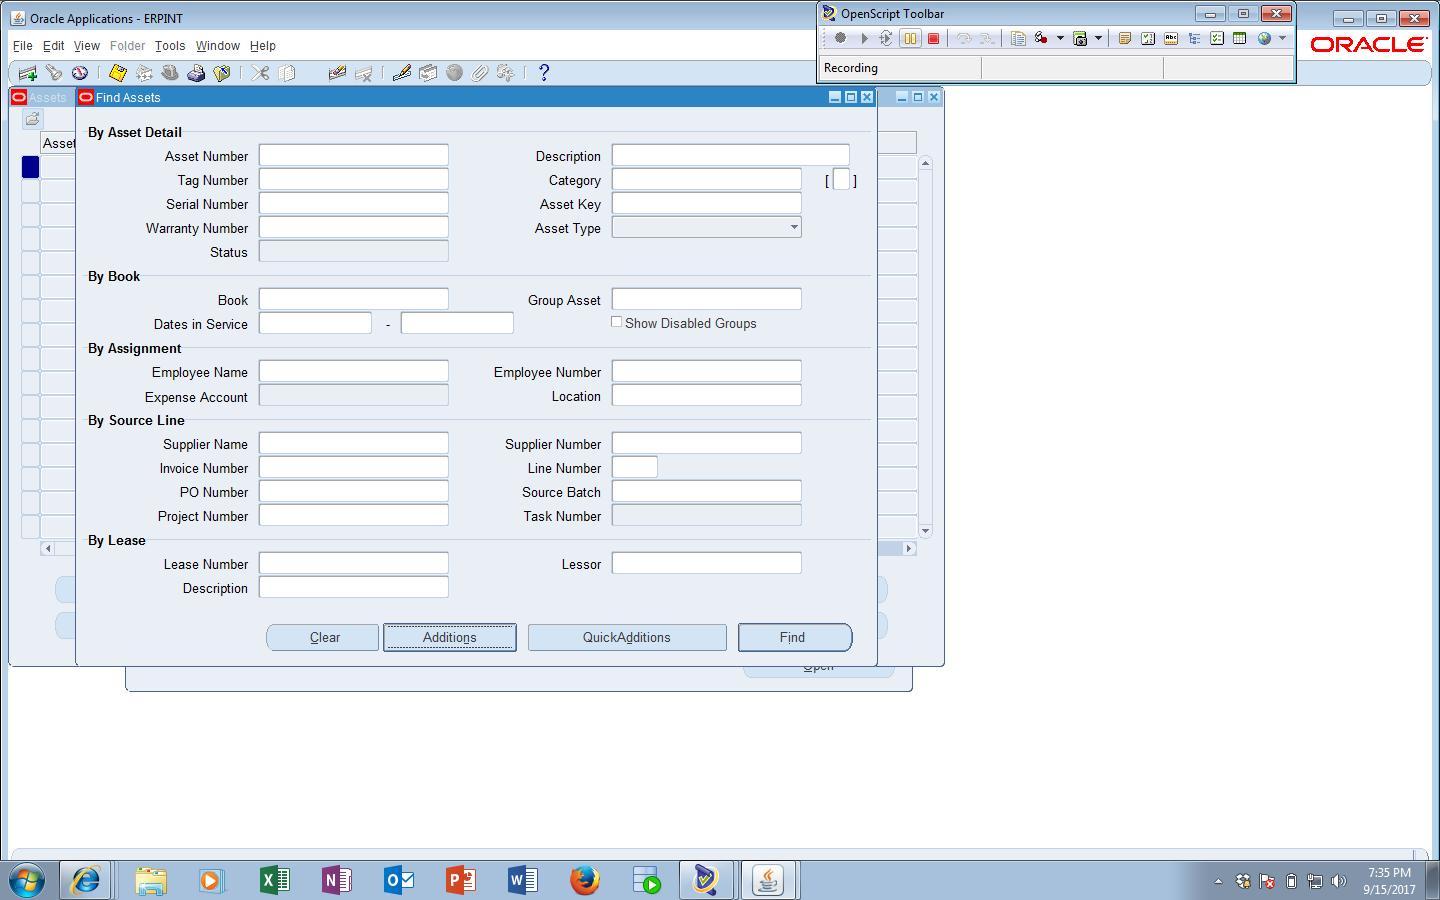 Oracle Applications - ERPINT
OpenScript Toolbar
File Edit View Folder Tools Window Help
ORACLE
Recording
Assets
Find Assets
Asset
By Asset Detail
Asset Number
Description
Tag Number
Category
[ ]
Serial Number
Asset Key
Warranty Number
Asset Type
Status
By Book
Book
Group Asset
Dates in Service
-
Show Disabled Groups
By Assignment
Employee Name
Employee Number
Expense Account
Location
By Source Line
Supplier Name
Supplier Number
Invoice Number
Line Number
PO Number
Source Batch
Project Number
Task Number
By Lease
Lease Number
Lessor
Description
Clear
Additions
QuickAdditions
Find
Open
7:35 PM
9/15/2017